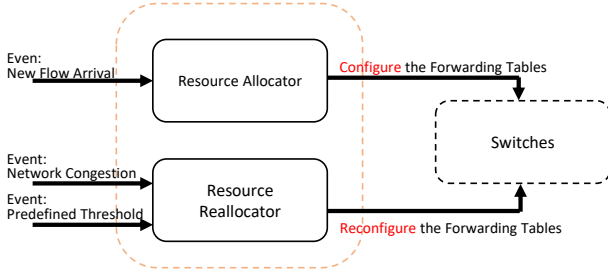 Even:
New Flow Arrival
Resource Allocator
Configure the Forwarding Tables
Switches
Event:
Network Congestion
Event:
Predefined Threshold
Resource
Reallocator
Reconfigure the Forwarding Tables